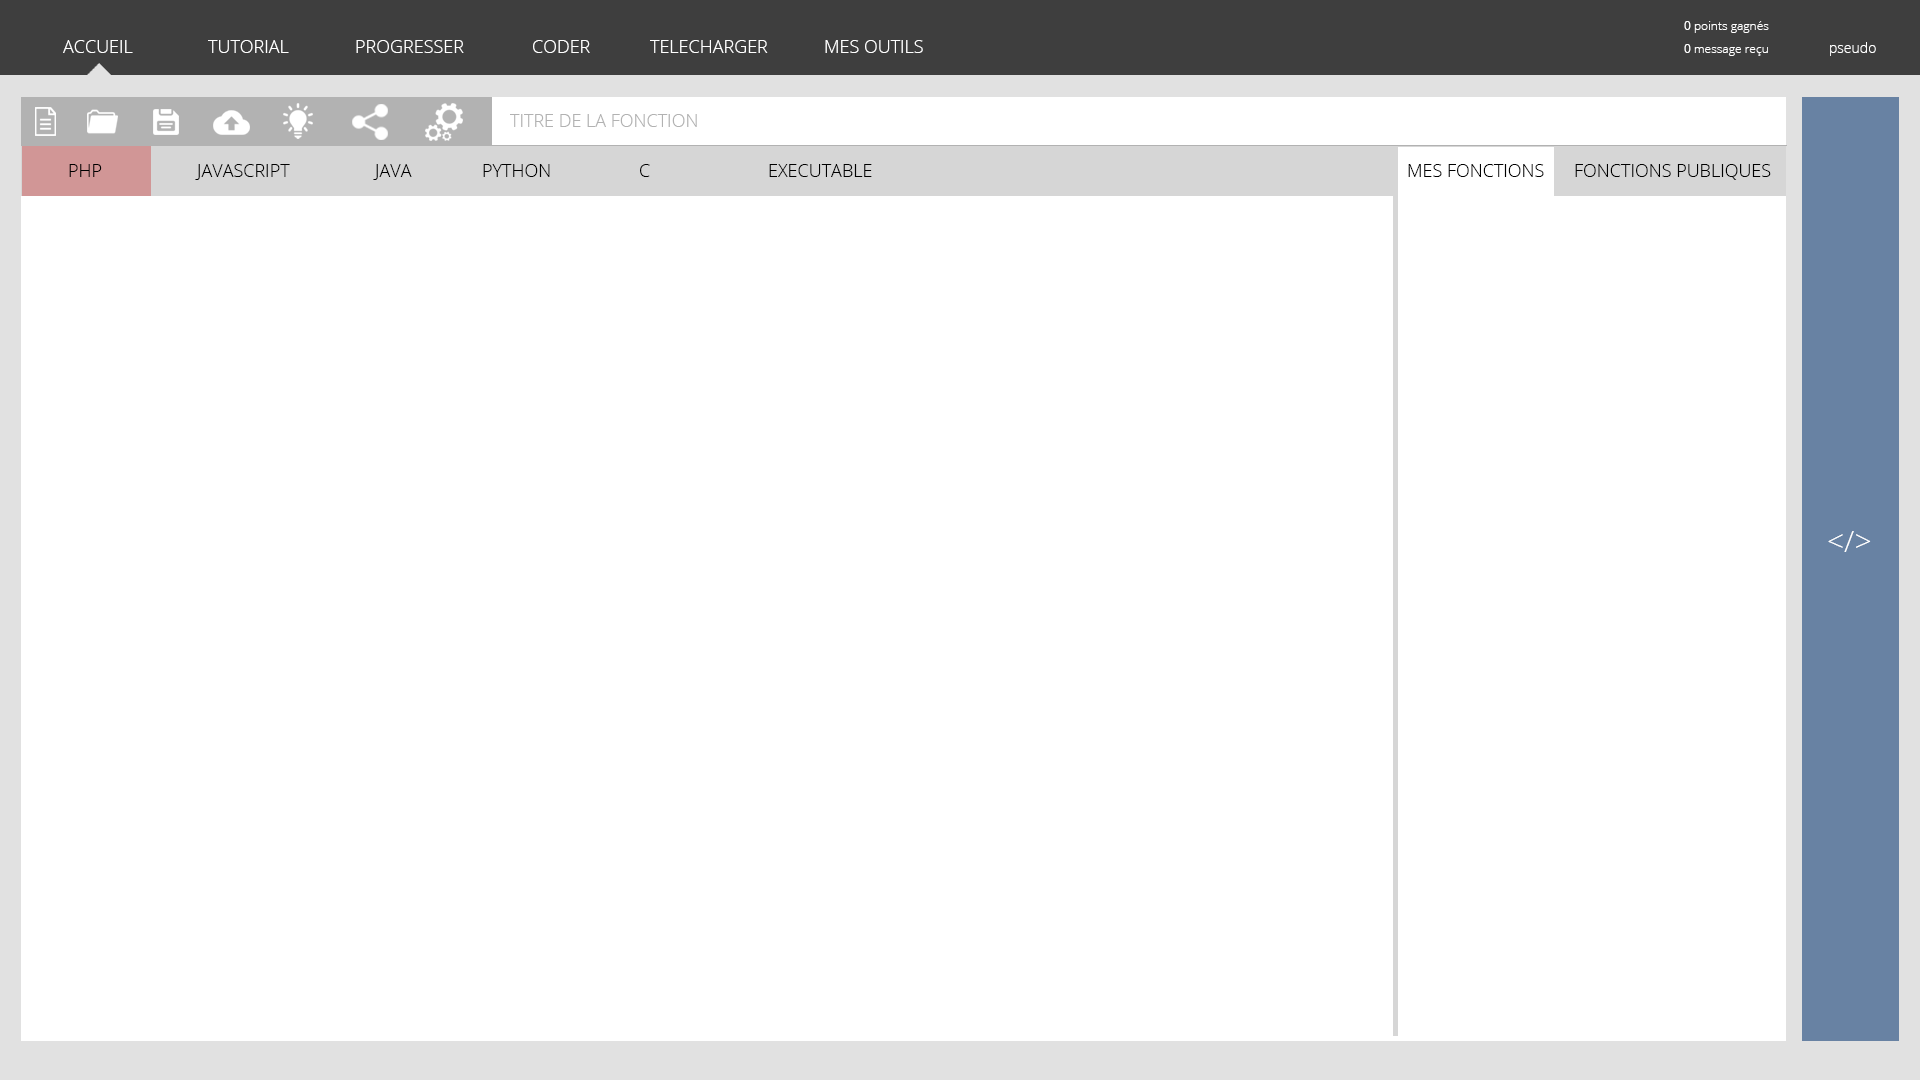 0 points gagnés
ACCUEIL TUTORIAL PROGRESSER CODER TELECHARGER MES OUTILS 0 message reçu pseudo
TITRE DE LA FONCTION
PHP JAVASCRIPT JAVA PYTHON C EXECUTABLE MES FONCTIONS FONCTIONS PUBLIQUES
</>